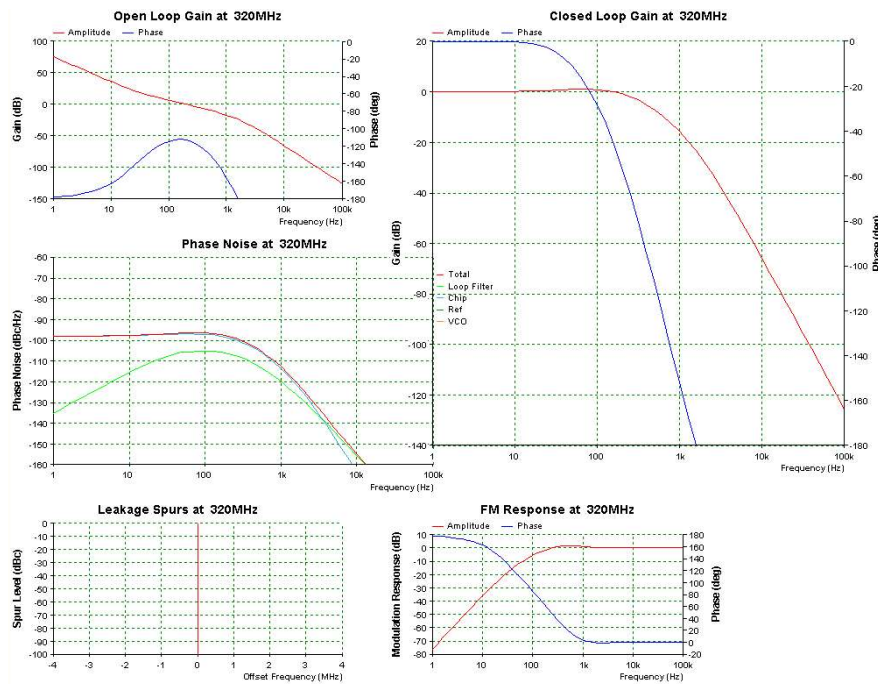 Open Loop Gain at 320MHz
Amplitude Phase
Gain (dB)
100
50
0
-50
-100
-150
Phase (deg)
0
-20
-40
-60
-80
-100
-120
-140
-160
-180
1 10 100 1k 10k 100k
Frequency (Hz)
Closed Loop Gain at 320MHz
Amplitude Phase
Gain (dB)
20
0
-20
-40
-60
-80
-100
-120
-140
Phase (deg)
0
-20
-40
-60
-80
-100
-120
-140
-160
-180
1 10 100 1k 10k 100k
Frequency (Hz)
Phase Noise at 320MHz
Phase Noise (dBc/Hz)
-60
-70
-80
-90
-100
-110
-120
-130
-140
-150
-160
1 10 100 1k 10k 100k
Frequency (Hz)
Total
Loop Filter
Chip
Ref
VCO
Leakage Spurs at 320MHz
Spur Level (dBc)
0
-10
-20
-30
-40
-50
-60
-70
-80
-90
-100
-4 -3 -2 -1 0 1 2 3 4
Offset Frequency (MHz)
FM Response at 320MHz
Amplitude Phase
Modulation Response (dB)
10
0
-10
-20
-30
-40
-50
-60
-70
-80
Phase (deg)
180
160
140
120
100
80
60
40
20
0
-20
1 10 100 1k 10k 100k
Frequency (Hz)